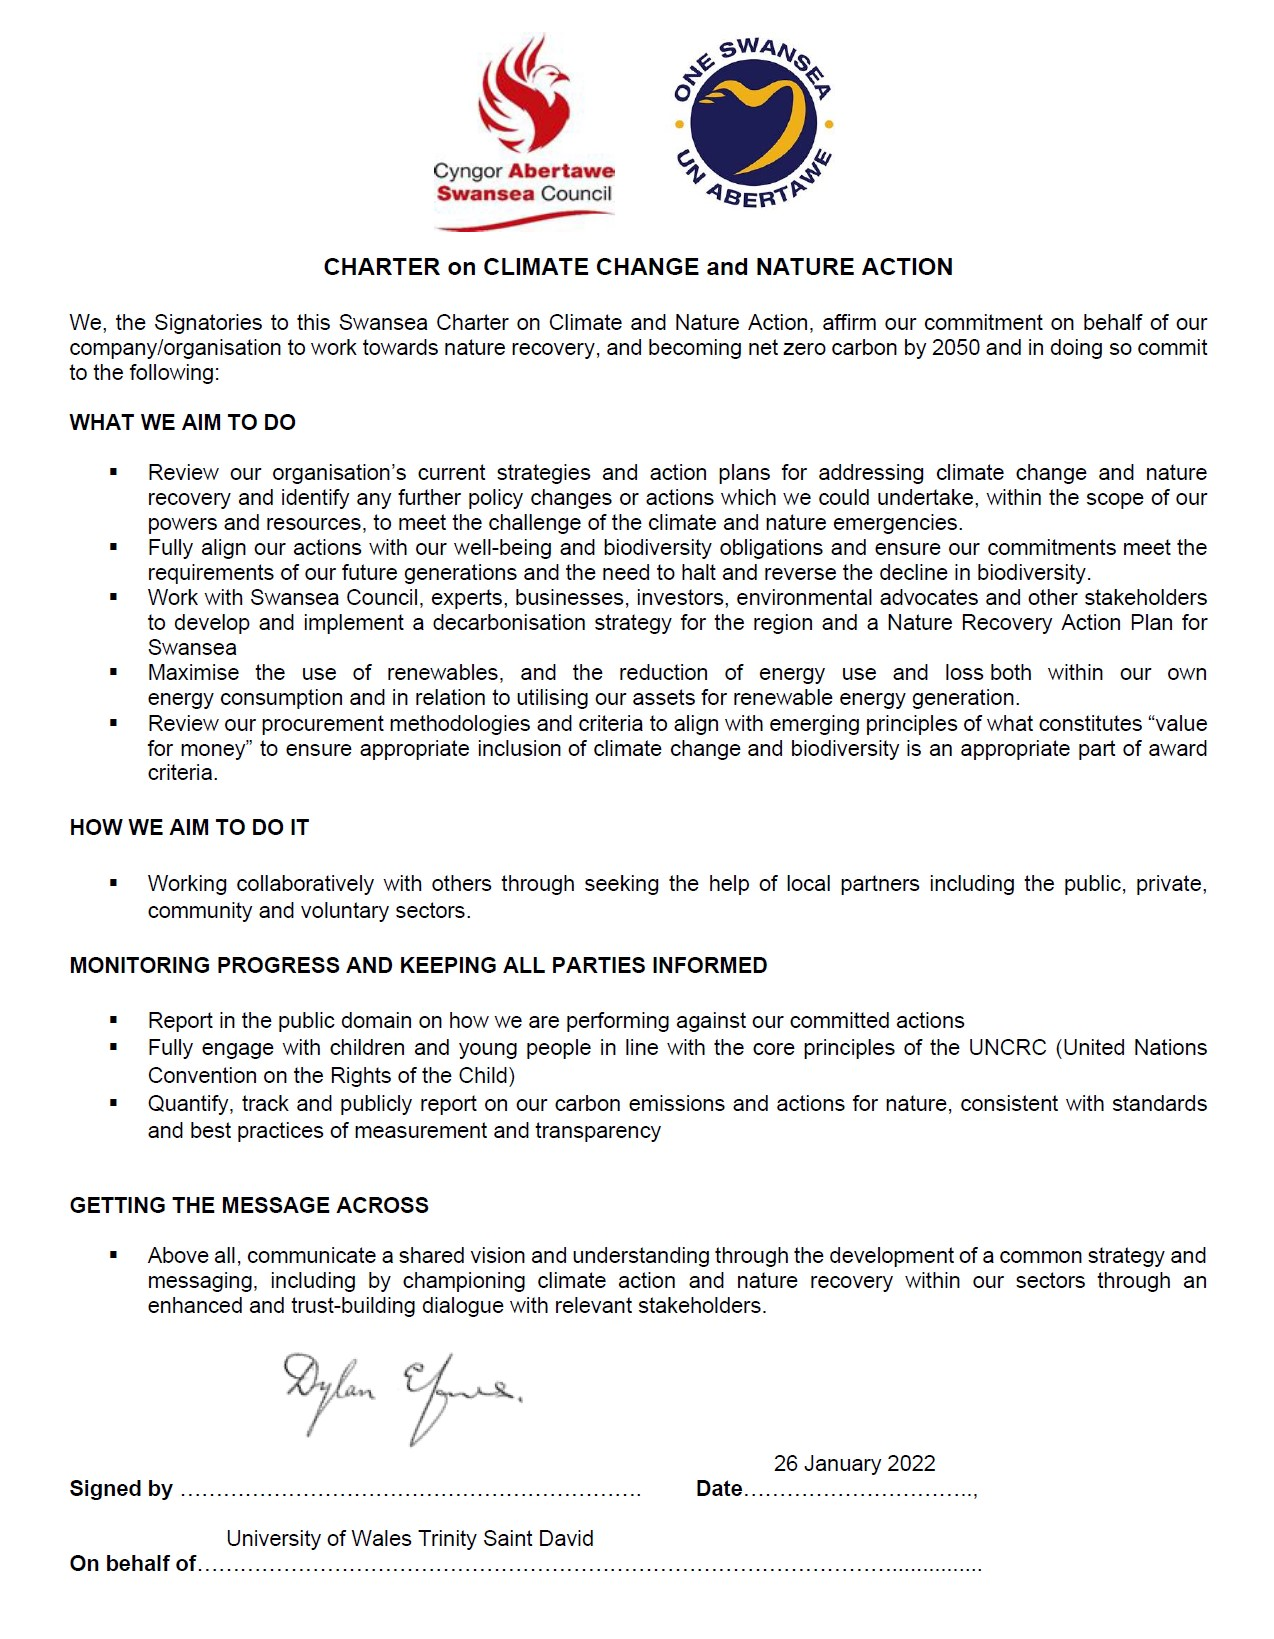 Cyngor Abertawe
Swansea Council
ONE SWANSEA
UN ABERTAWE
CHARTER on CLIMATE CHANGE and NATURE ACTION
We, the Signatories to this Swansea Charter on Climate and Nature Action, affirm our commitment on behalf of our
company/organisation to work towards nature recovery, and becoming net zero carbon by 2050 and in doing so commit
to the following:
WHAT WE AIM TO DO
▪ Review our organisation’s current strategies and action plans for addressing climate change and nature
recovery and identify any further policy changes or actions which we could undertake, within the scope of our
powers and resources, to meet the challenge of the climate and nature emergencies.
▪ Fully align our actions with our well-being and biodiversity obligations and ensure our commitments meet the
requirements of our future generations and the need to halt and reverse the decline in biodiversity.
▪ Work with Swansea Council, experts, businesses, investors, environmental advocates and other stakeholders
to develop and implement a decarbonisation strategy for the region and a Nature Recovery Action Plan for
Swansea
▪ Maximise the use of renewables, and the reduction of energy use and loss both within our own
energy consumption and in relation to utilising our assets for renewable energy generation.
▪ Review our procurement methodologies and criteria to align with emerging principles of what constitutes “value
for money” to ensure appropriate inclusion of climate change and biodiversity is an appropriate part of award
criteria.
HOW WE AIM TO DO IT
▪ Working collaboratively with others through seeking the help of local partners including the public, private,
community and voluntary sectors.
MONITORING PROGRESS AND KEEPING ALL PARTIES INFORMED
▪ Report in the public domain on how we are performing against our committed actions
▪ Fully engage with children and young people in line with the core principles of the UNCRC (United Nations
Convention on the Rights of the Child)
▪ Quantify, track and publicly report on our carbon emissions and actions for nature, consistent with standards
and best practices of measurement and transparency
GETTING THE MESSAGE ACROSS
▪ Above all, communicate a shared vision and understanding through the development of a common strategy and
messaging, including by championing climate action and nature recovery within our sectors through an
enhanced and trust-building dialogue with relevant stakeholders.
Dylan
26 January 2022
Signed by ………………………………………………………. Date…………………………..,
University of Wales Trinity Saint David
On behalf of……………………………………………………………………………………...............